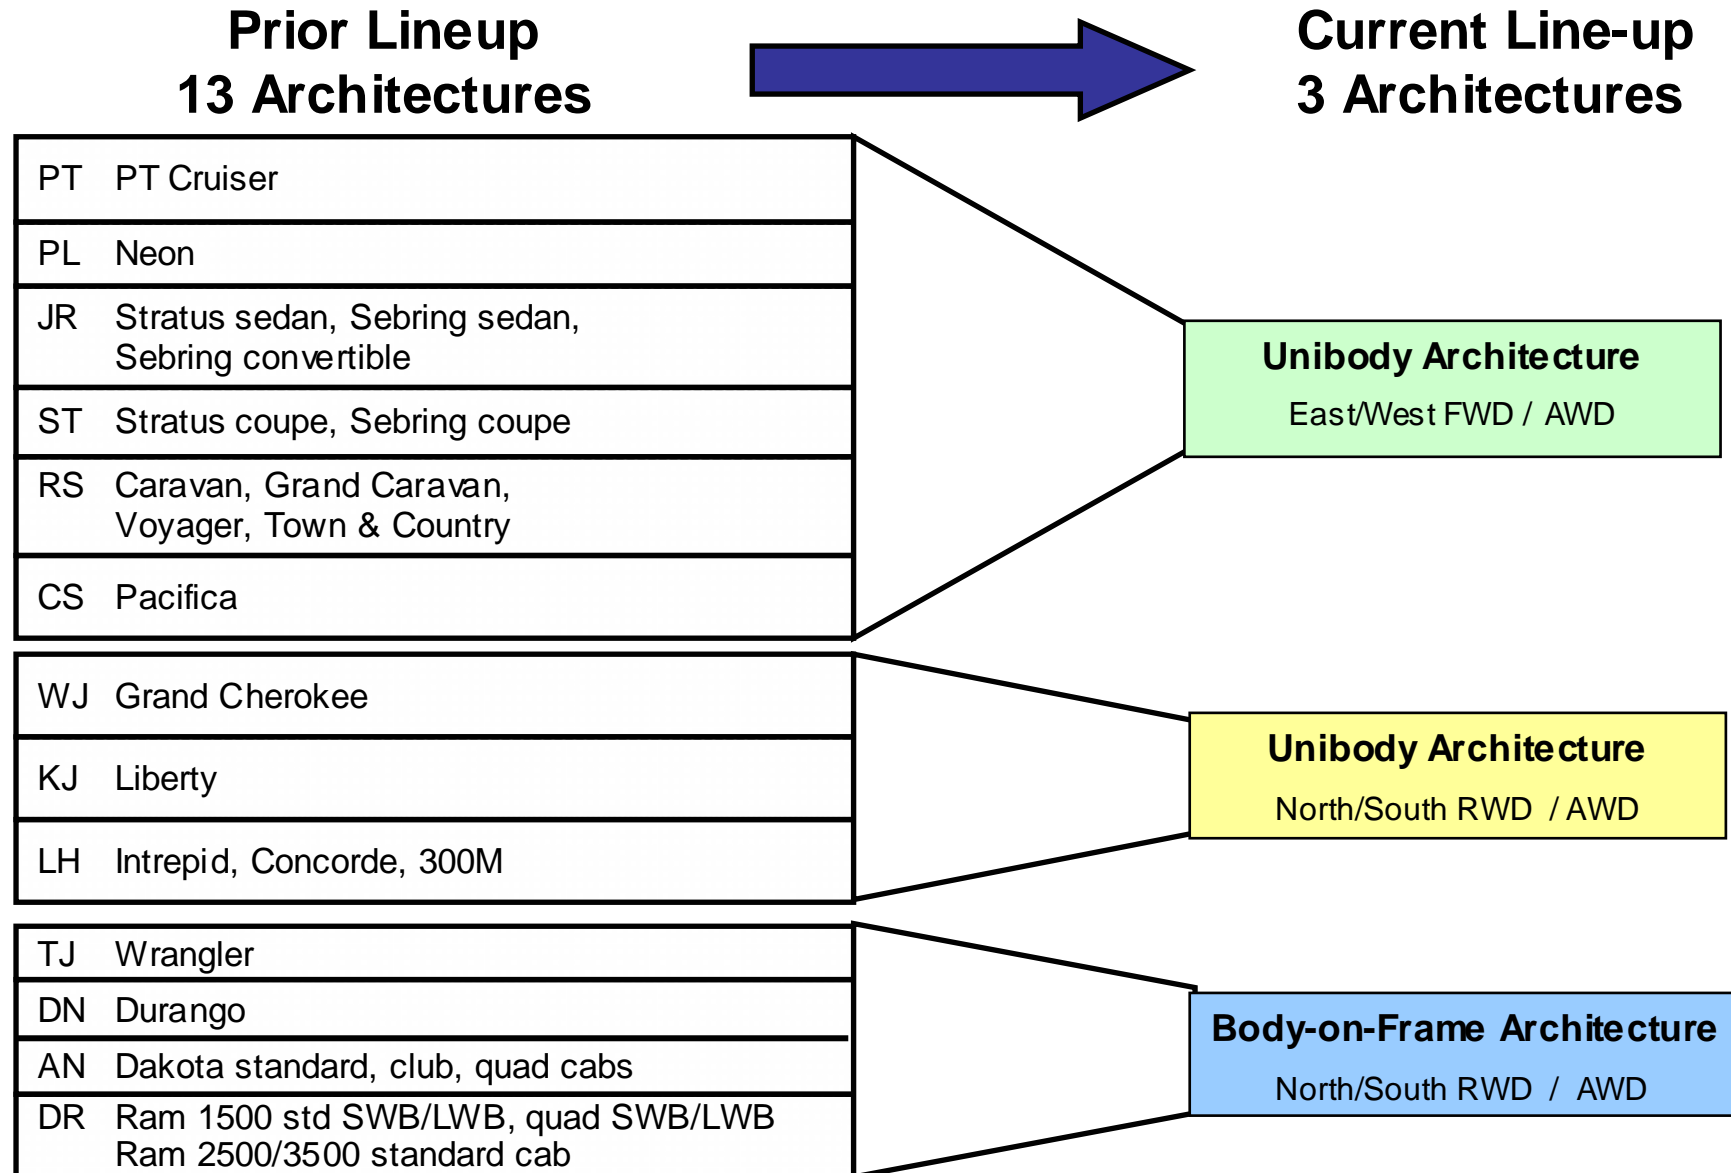 Prior Lineup
13 Architectures
Current Line-up
3 Architectures
PT PT Cruiser
PL Neon
JR Stratus sedan, Sebring sedan,
Sebring convertible
ST Stratus coupe, Sebring coupe
RS Caravan, Grand Caravan,
Voyager, Town & Country
CS Pacifica
Unibody Architecture
East/West FWD / AWD
WJ Grand Cherokee
KJ Liberty
LH Intrepid, Concorde, 300M
Unibody Architecture
North/South RWD / AWD
TJ Wrangler
DN Durango
AN Dakota standard, club, quad cabs
DR Ram 1500 std SWB/LWB, quad SWB/LWB
Ram 2500/3500 standard cab
Body-on-Frame Architecture
North/South RWD / AWD